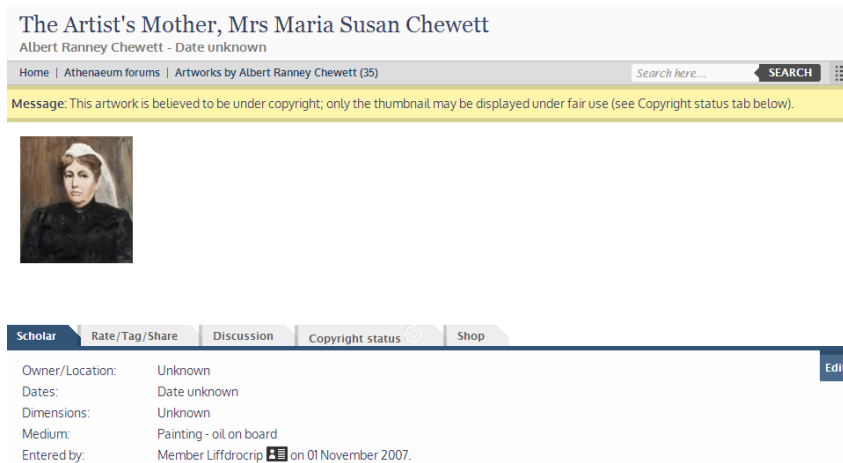 The Artist's Mother, Mrs Maria Susan Chewett
Albert Ranney Chewett - Date unknown
Home | Athenaeum forums | Artworks by Albert Ranney Chewett (35)
Search here... SEARCH
Message: This artwork is believed to be under copyright; only the thumbnail may be displayed under fair use (see Copyright status tab below).
Scholar Rate/Tag/Share Discussion Copyright status © Shop
Edi
Owner/Location: Unknown
Dates: Date unknown
Dimensions: Unknown
Medium: Painting - oil on board
Entered by: Member Liffdrocrip on 01 November 2007.